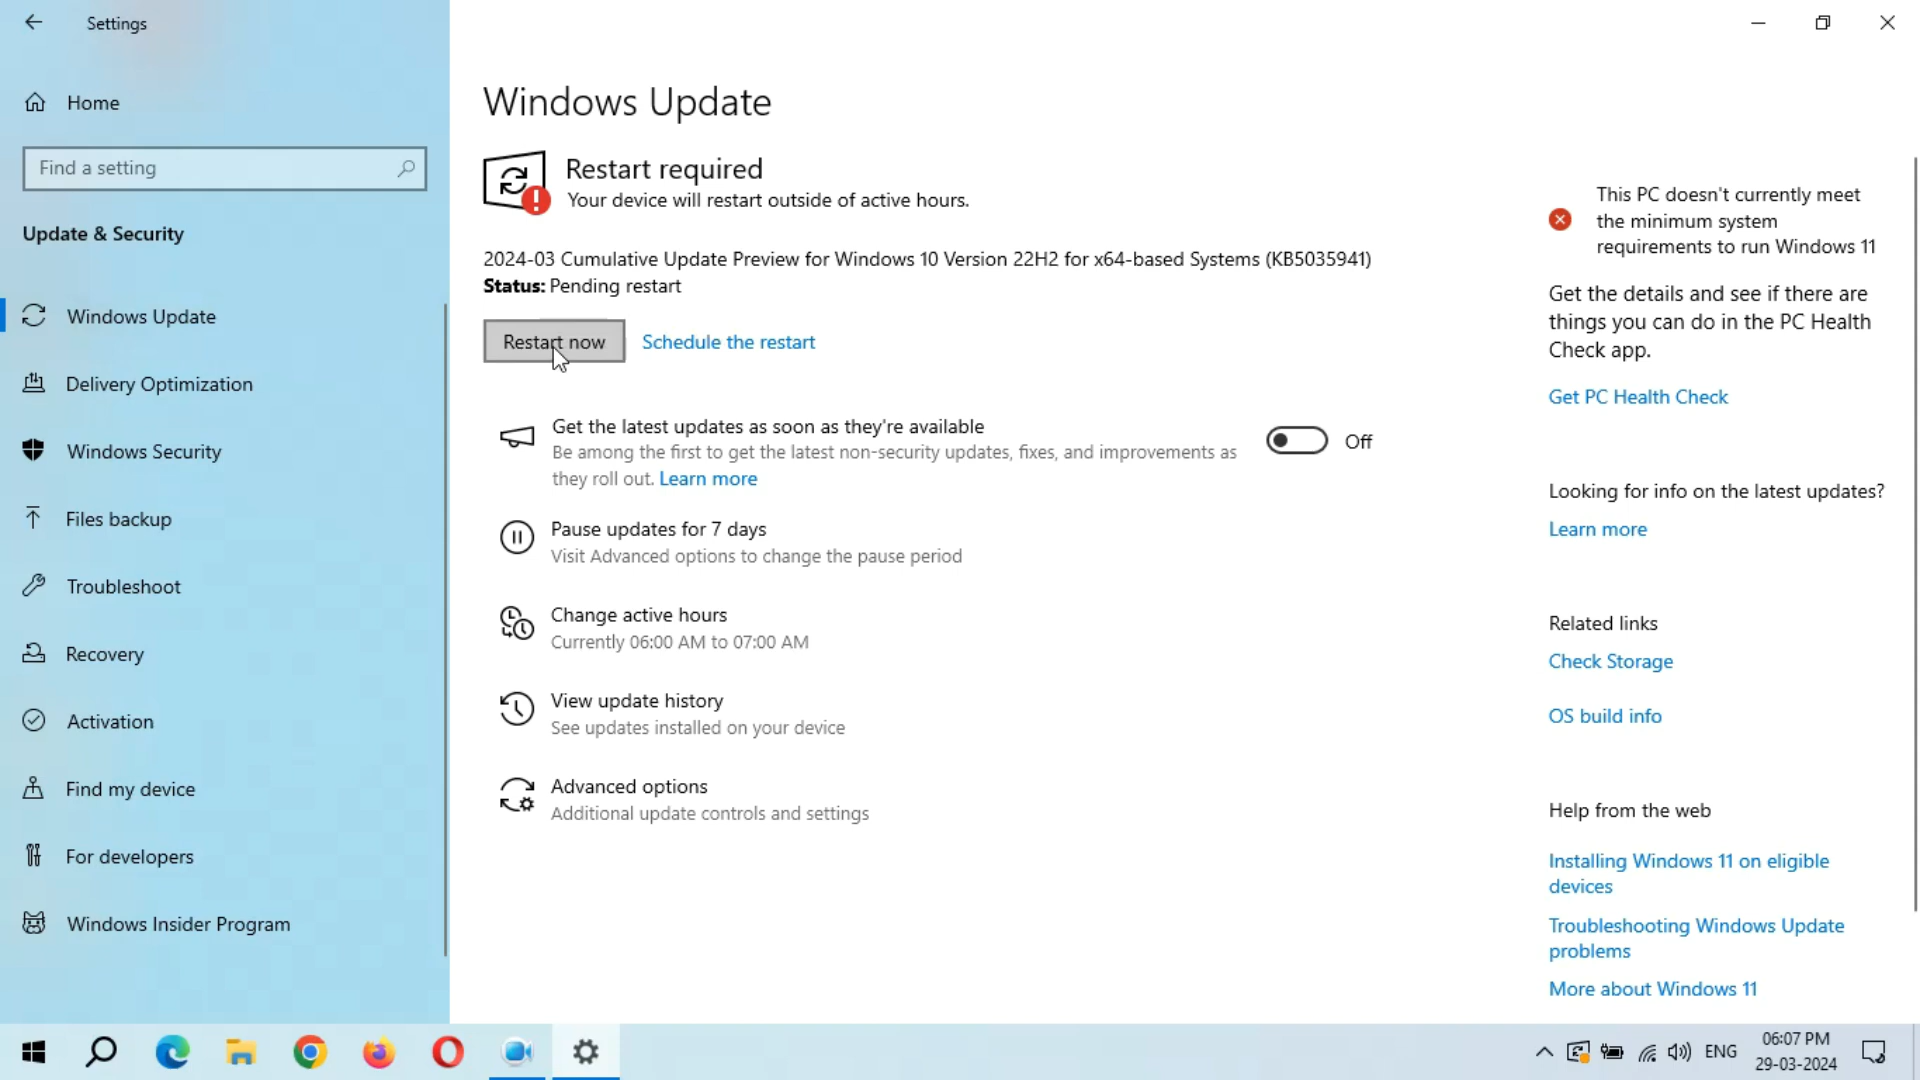 Settings
Home
Find a setting
Update & Security
Windows Update
Delivery Optimization
Windows Security
Files backup
Troubleshoot
Recovery
Activation
Find my device
For developers
Windows Insider Program
Windows Update
Restart required
Your device will restart outside of active hours.
2024-03 Cumulative Update Preview for Windows 10 Version 22H2 for x64-based Systems (KB5035941)
Status: Pending restart
Restart now
Schedule the restart
Get the latest updates as soon as they're available
Be among the first to get the latest non-security updates, fixes, and improvements as
they roll out. Learn more
Off
Pause updates for 7 days
Visit Advanced options to change the pause period
Change active hours
Currently 06:00 AM to 07:00 AM
View update history
See updates installed on your device
Advanced options
Additional update controls and settings
This PC doesn't currently meet
the minimum system
requirements to run Windows 11
Get the details and see if there are
things you can do in the PC Health
Check app.
Get PC Health Check
Looking for info on the latest updates?
Learn more
Related links
Check Storage
OS build info
Help from the web
Installing Windows 11 on eligible
devices
Troubleshooting Windows Update
problems
More about Windows 11
ENG
06:07 PM
29-03-2024